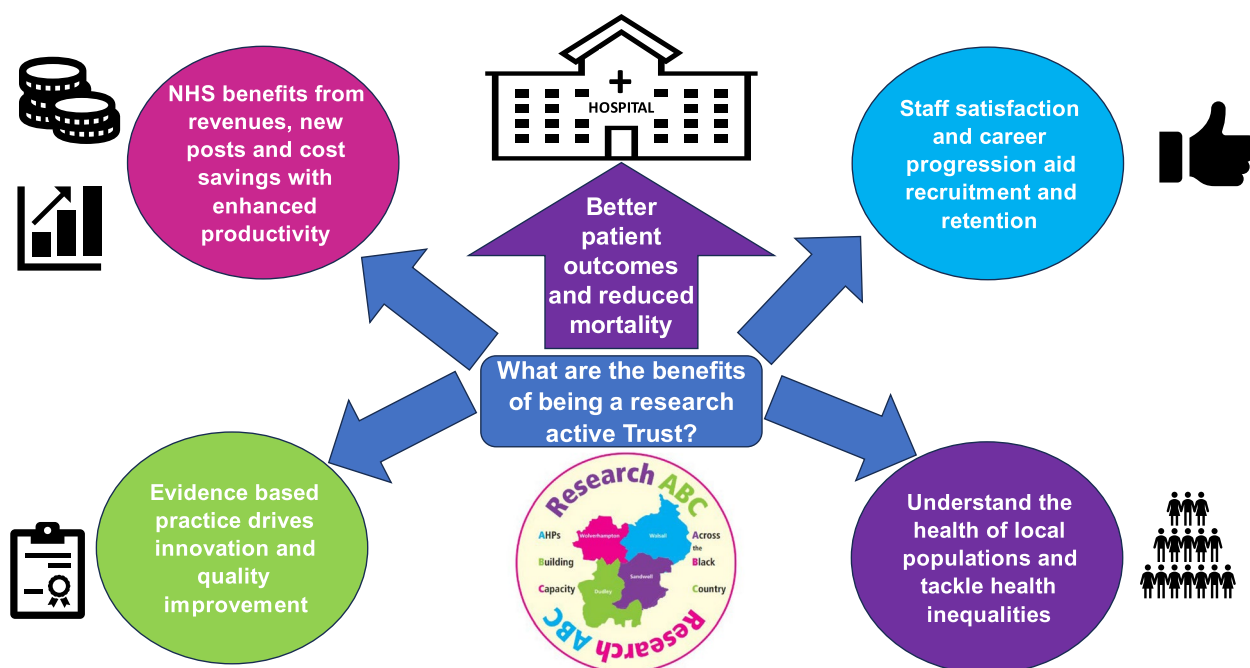 NHS benefits from
revenues, new
posts and cost
savings with
enhanced
productivity
HOSPITAL
Staff satisfaction
and career
progression aid
recruitment and
retention
Better
patient
outcomes
and reduced
mortality
What are the benefits
of being a research
active Trust?
Evidence based
practice drives
innovation and
quality
improvement
Understand the
health of local
populations and
tackle health
inequalities
Research ABC
AHPs
Building
Capacity
Wolverhampton
Walsall
Dudley
Sandwell
Across
the
Black
Country
Research ABC